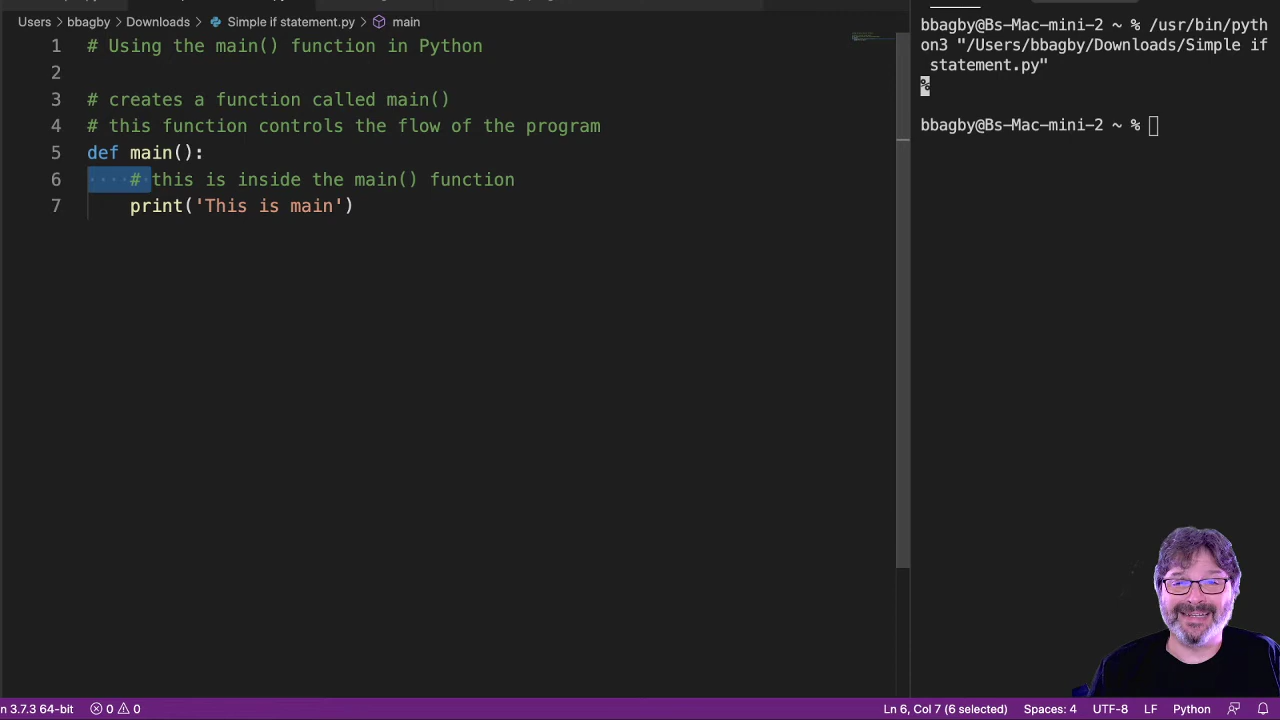 Users > bbagby > Downloads > Simple if statement.py > main
1 # Using the main() function in Python
2
3 # creates a function called main()
4 # this function controls the flow of the program
5 def main():
6 ····#·this is inside the main() function
7 print('This is main')
bbagby@Bs-Mac-mini-2 ~ % /usr/bin/pyth
on3 "/Users/bbagby/Downloads/Simple if
statement.py"
%
bbagby@Bs-Mac-mini-2 ~ %
n 3.7.3 64-bit
0 0
Ln 6, Col 7 (6 selected)
Spaces: 4
UTF-8
LF
Python